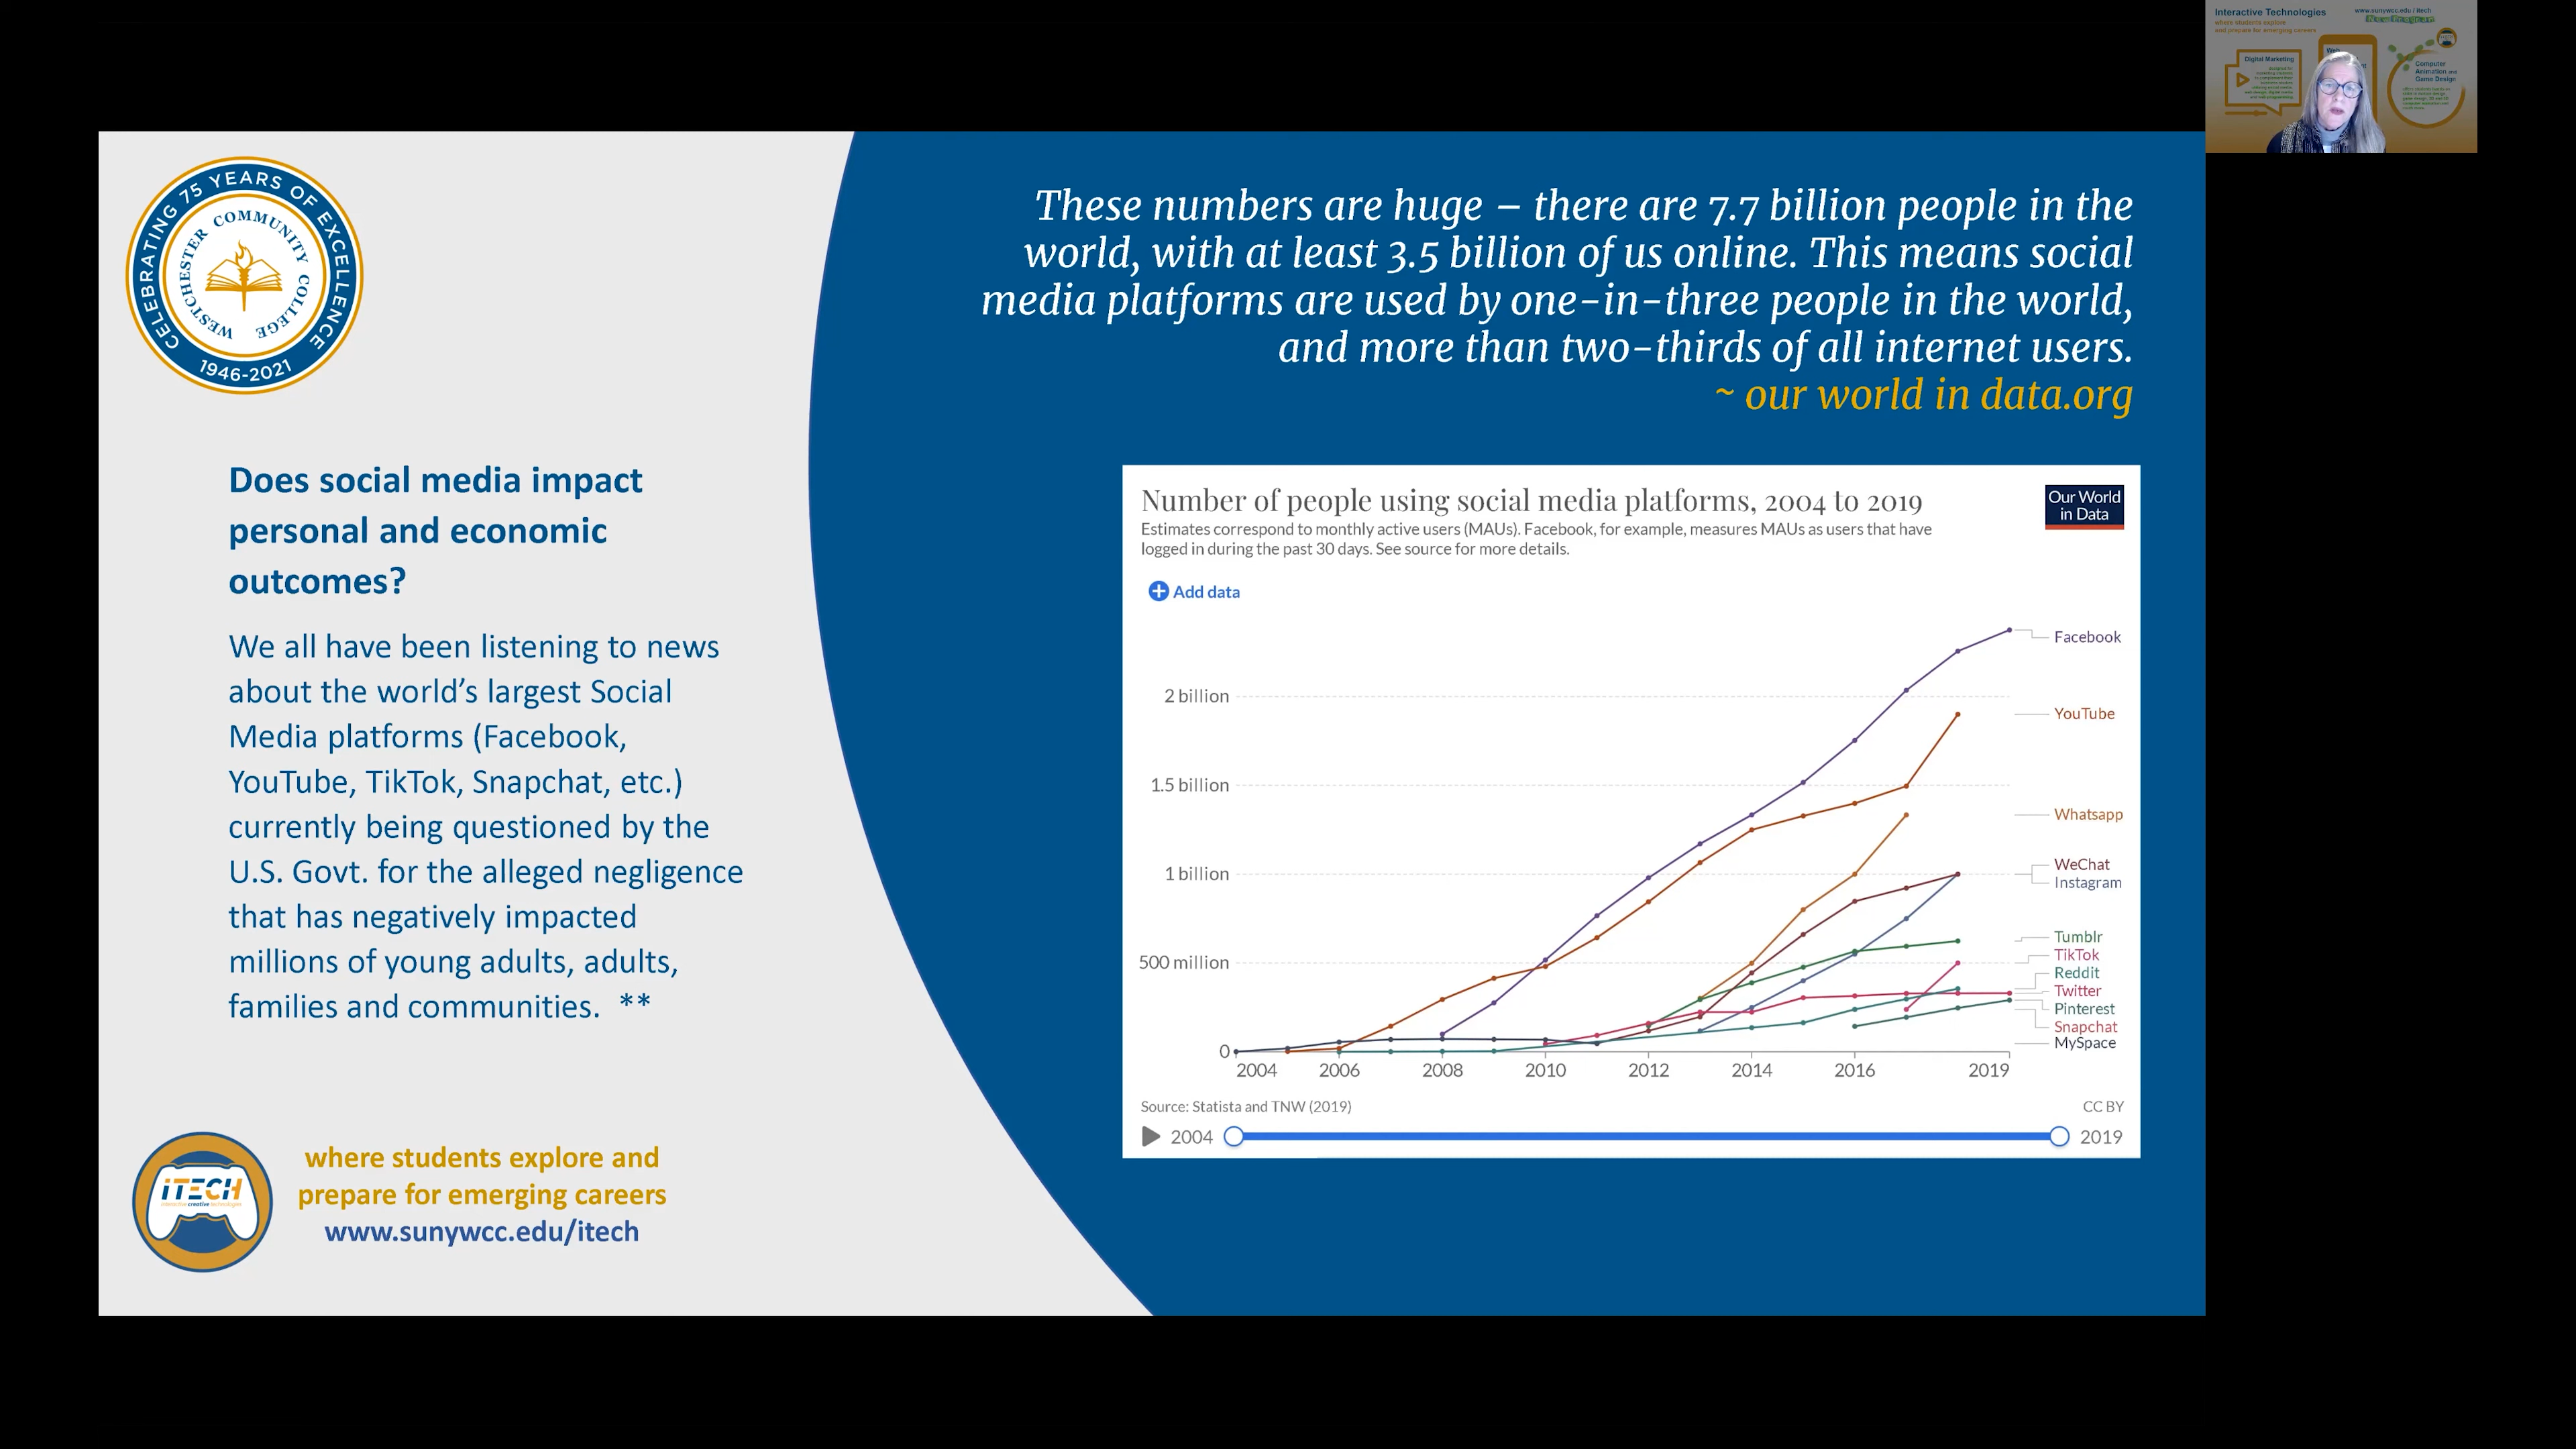 CELEBRATING 75 YEARS OF EXCELLENCE
WESTCHESTER COMMUNITY COLLEGE
1946-2021
Does social media impact
personal and economic
outcomes?
We all have been listening to news
about the world’s largest Social
Media platforms (Facebook,
YouTube, TikTok, Snapchat, etc.)
currently being questioned by the
U.S. Govt. for the alleged negligence
that has negatively impacted
millions of young adults, adults,
families and communities.  **
iTECH
interactive creative technologies
where students explore and
prepare for emerging careers
www.sunywcc.edu/itech
These numbers are huge – there are 7.7 billion people in the
world, with at least 3.5 billion of us online. This means social
media platforms are used by one-in-three people in the world,
and more than two-thirds of all internet users.
~ our world in data.org
Number of people using social media platforms, 2004 to 2019
Estimates correspond to monthly active users (MAUs). Facebook, for example, measures MAUs as users that have
logged in during the past 30 days. See source for more details.
Our World
in Data
Add data
2 billion
1.5 billion
1 billion
500 million
0
2004 2006 2008 2010 2012 2014 2016 2019
Facebook
YouTube
Whatsapp
WeChat
Instagram
Tumblr
TikTok
Reddit
Twitter
Pinterest
Snapchat
MySpace
Source: Statista and TNW (2019)
CC BY
2004
2019
Interactive Technologies
where students explore
and prepare for emerging careers
www.sunywcc.edu/itech
New Program
Digital Marketing
Web
Computer
Animation and
Game Design